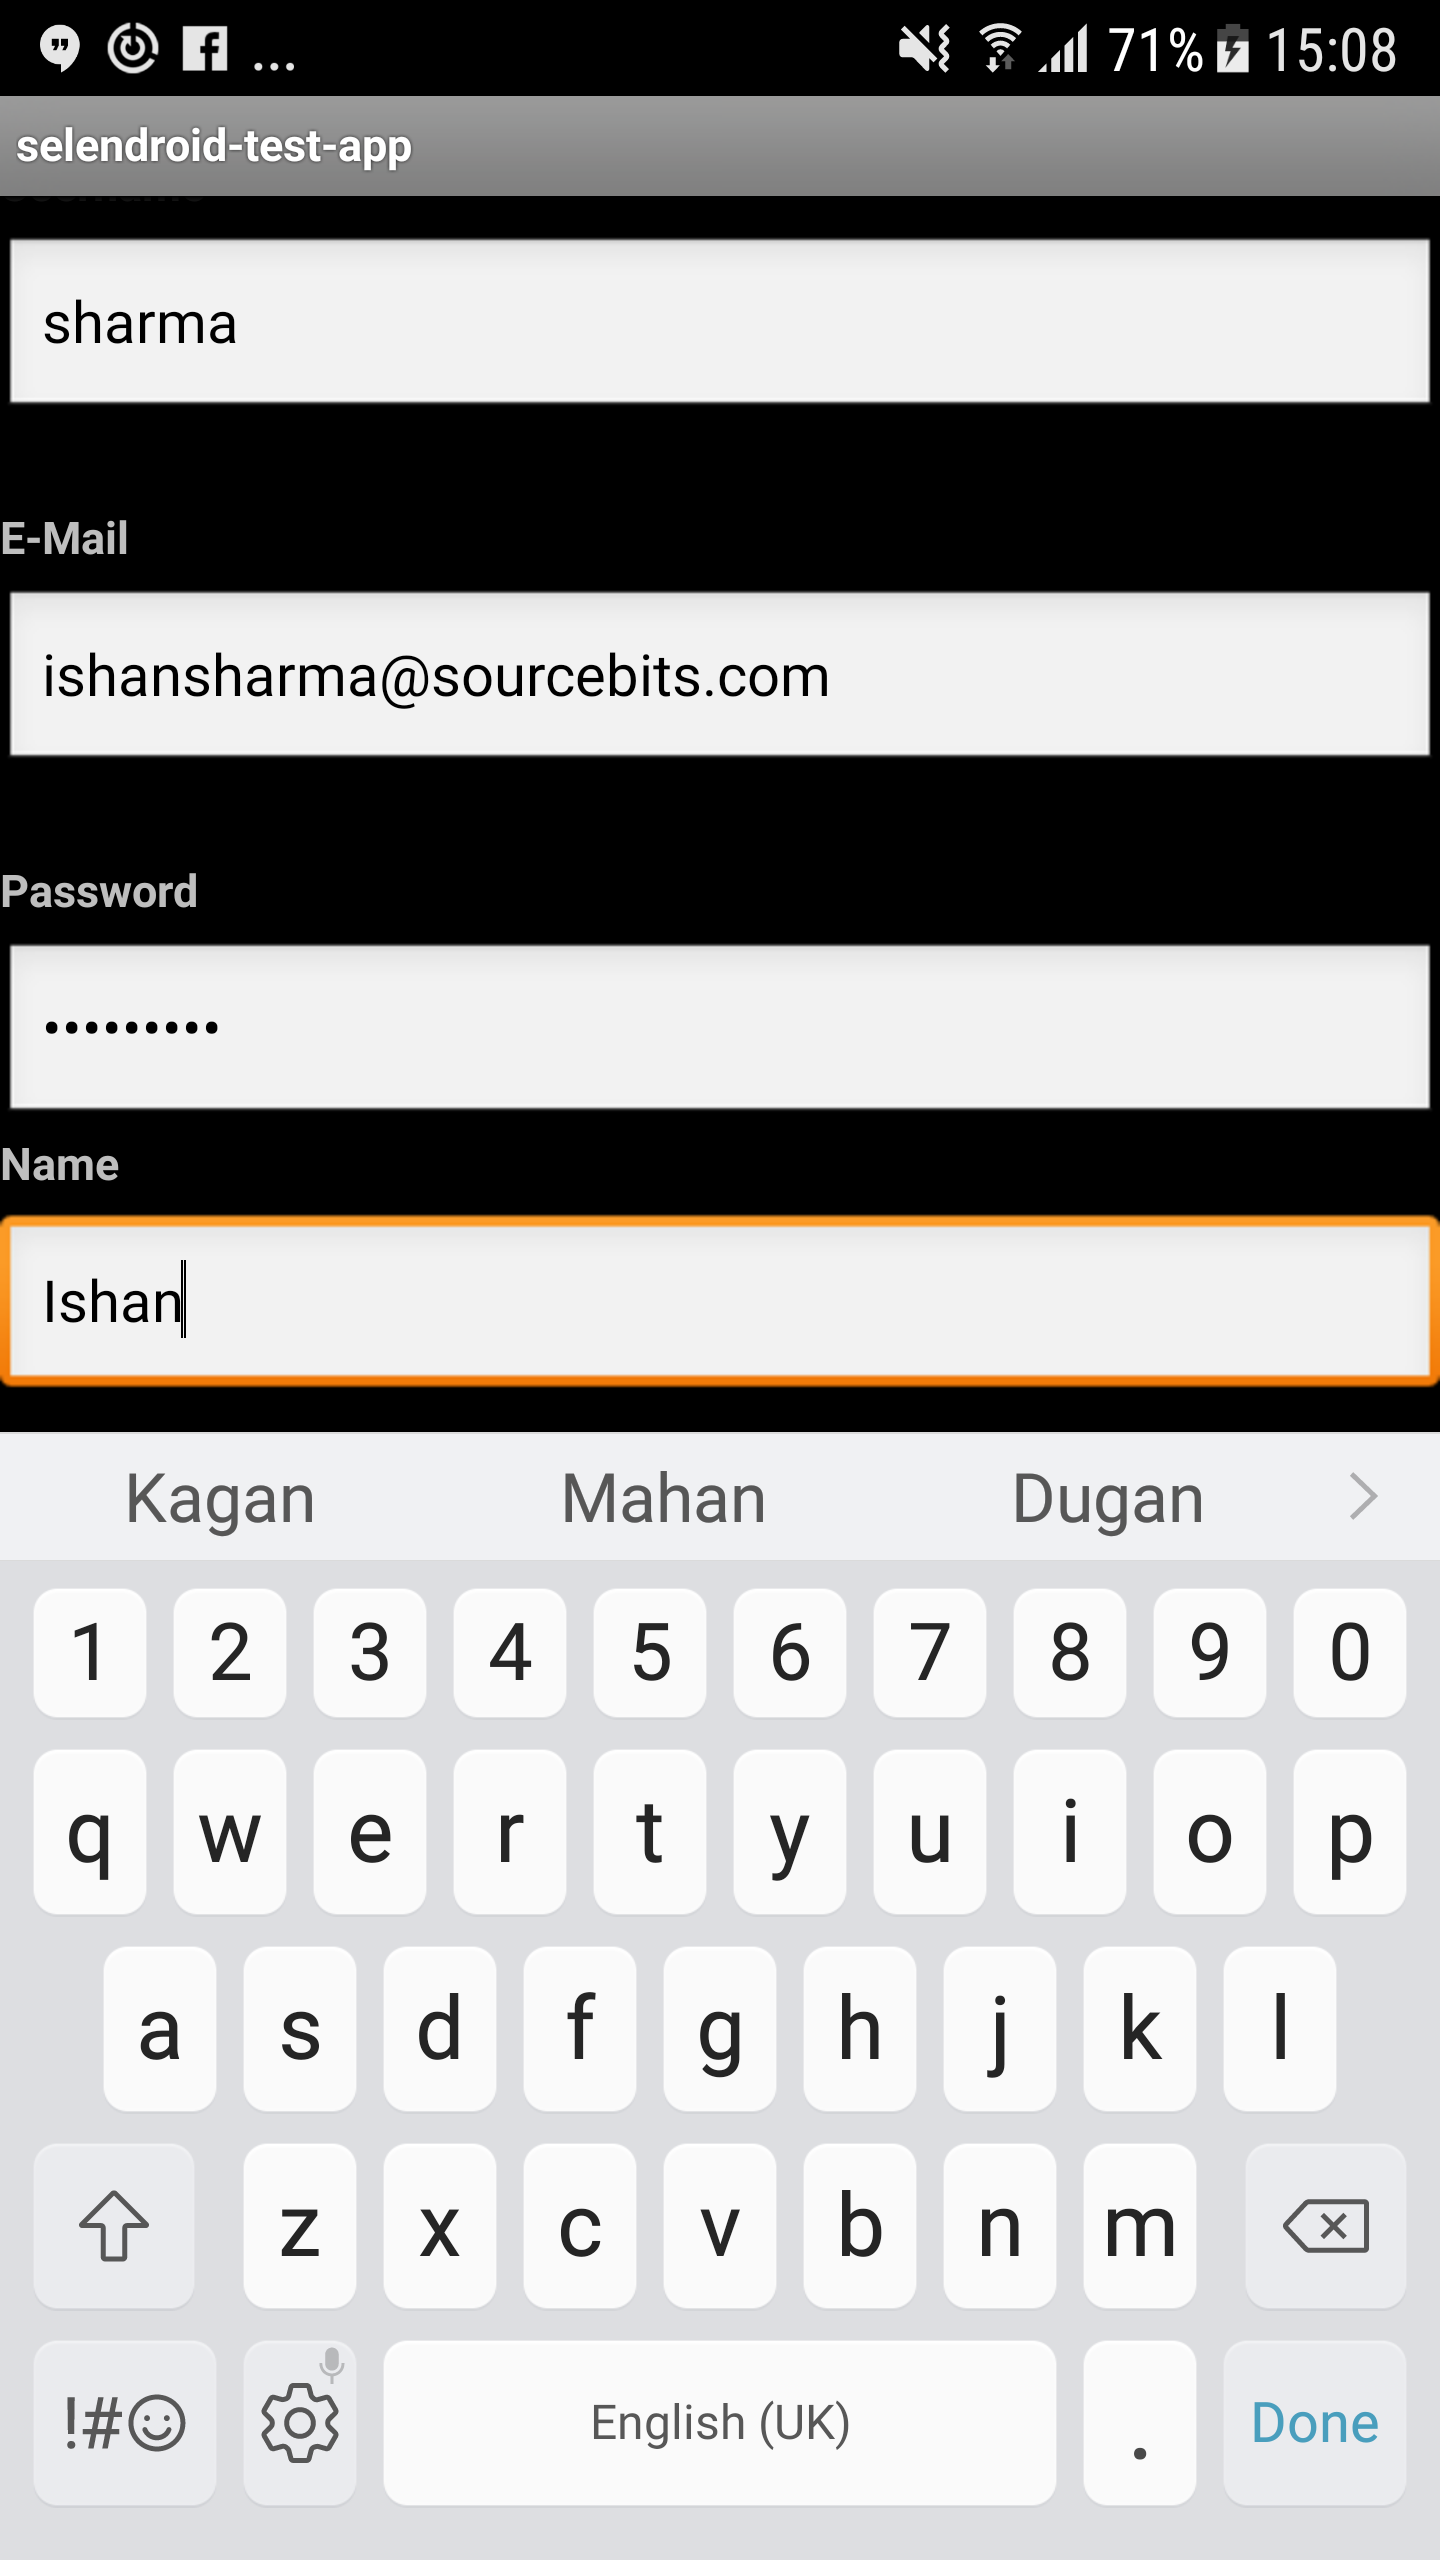 ... 71% 15:08
selendroid-test-app
sharma
E-Mail
ishansharma@sourcebits.com
Password
•••••••••
Name
Ishan
Kagan Mahan Dugan
1 2 3 4 5 6 7 8 9 0
q w e r t y u i o p
a s d f g h j k l
z x c v b n m
!#☺ English (UK) . Done